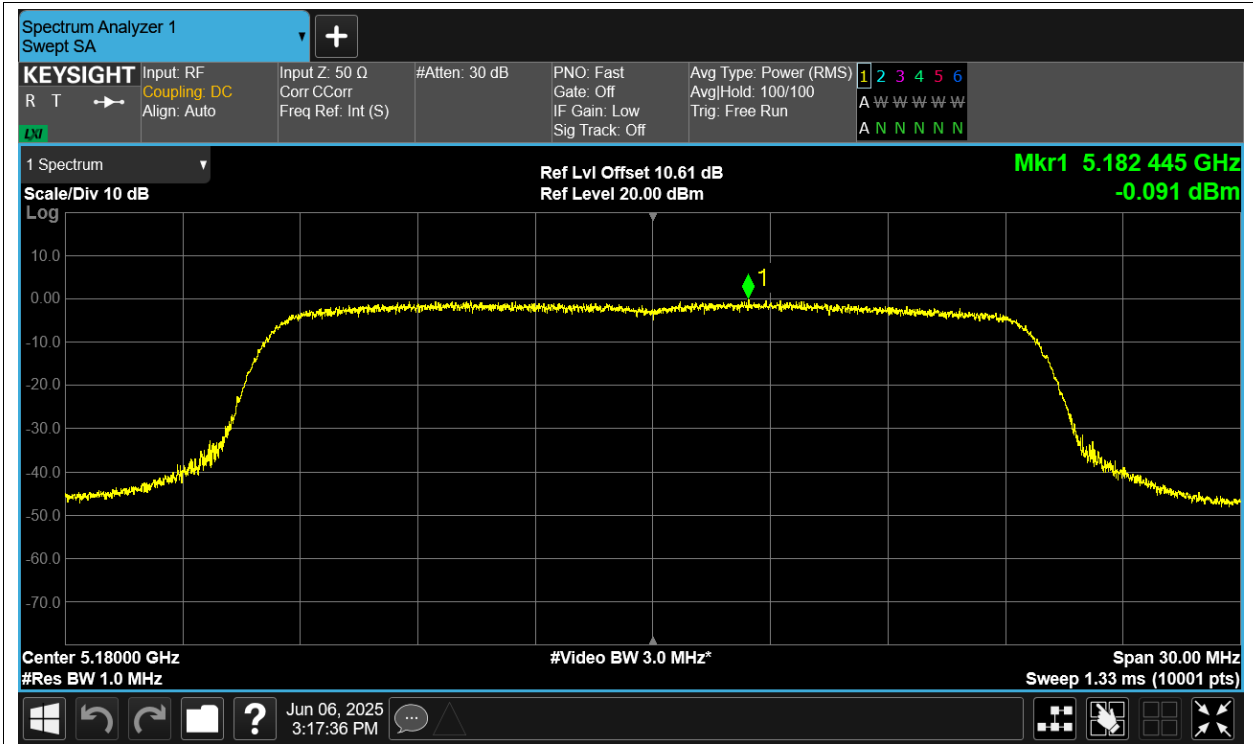 Spectrum Analyzer 1
Swept SA
KEYSIGHT
R T
LXI
Input: RF
Coupling: DC
Align: Auto
Input Z: 50 Ω
Corr CCorr
Freq Ref: Int (S)
#Atten: 30 dB
PNO: Fast
Gate: Off
IF Gain: Low
Sig Track: Off
Avg Type: Power (RMS)
Avg|Hold: 100/100
Trig: Free Run
1 2 3 4 5 6
A W W W W W
A N N N N N
1 Spectrum
Scale/Div 10 dB
Log
Ref Lvl Offset 10.61 dB
Ref Level 20.00 dBm
Mkr1 5.182 445 GHz
-0.091 dBm
10.0
0.00
-10.0
-20.0
-30.0
-40.0
-50.0
-60.0
-70.0
1
Center 5.18000 GHz
#Res BW 1.0 MHz
#Video BW 3.0 MHz*
Span 30.00 MHz
Sweep 1.33 ms (10001 pts)
?
Jun 06, 2025
3:17:36 PM